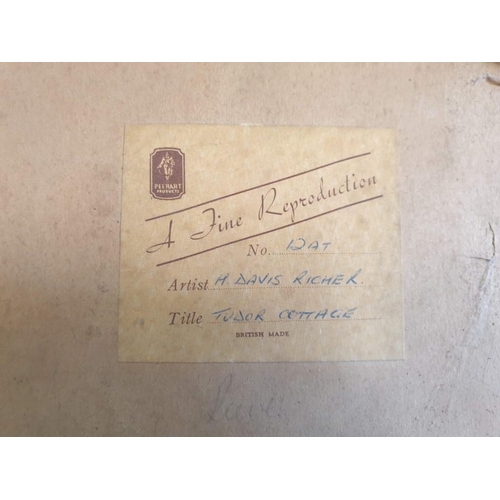 PEERART
PRODUCTS
A Fine Reproduction
No. 12AT
Artist H. DAVIS RICHER.
Title TUDOR COTTAGE
BRITISH MADE